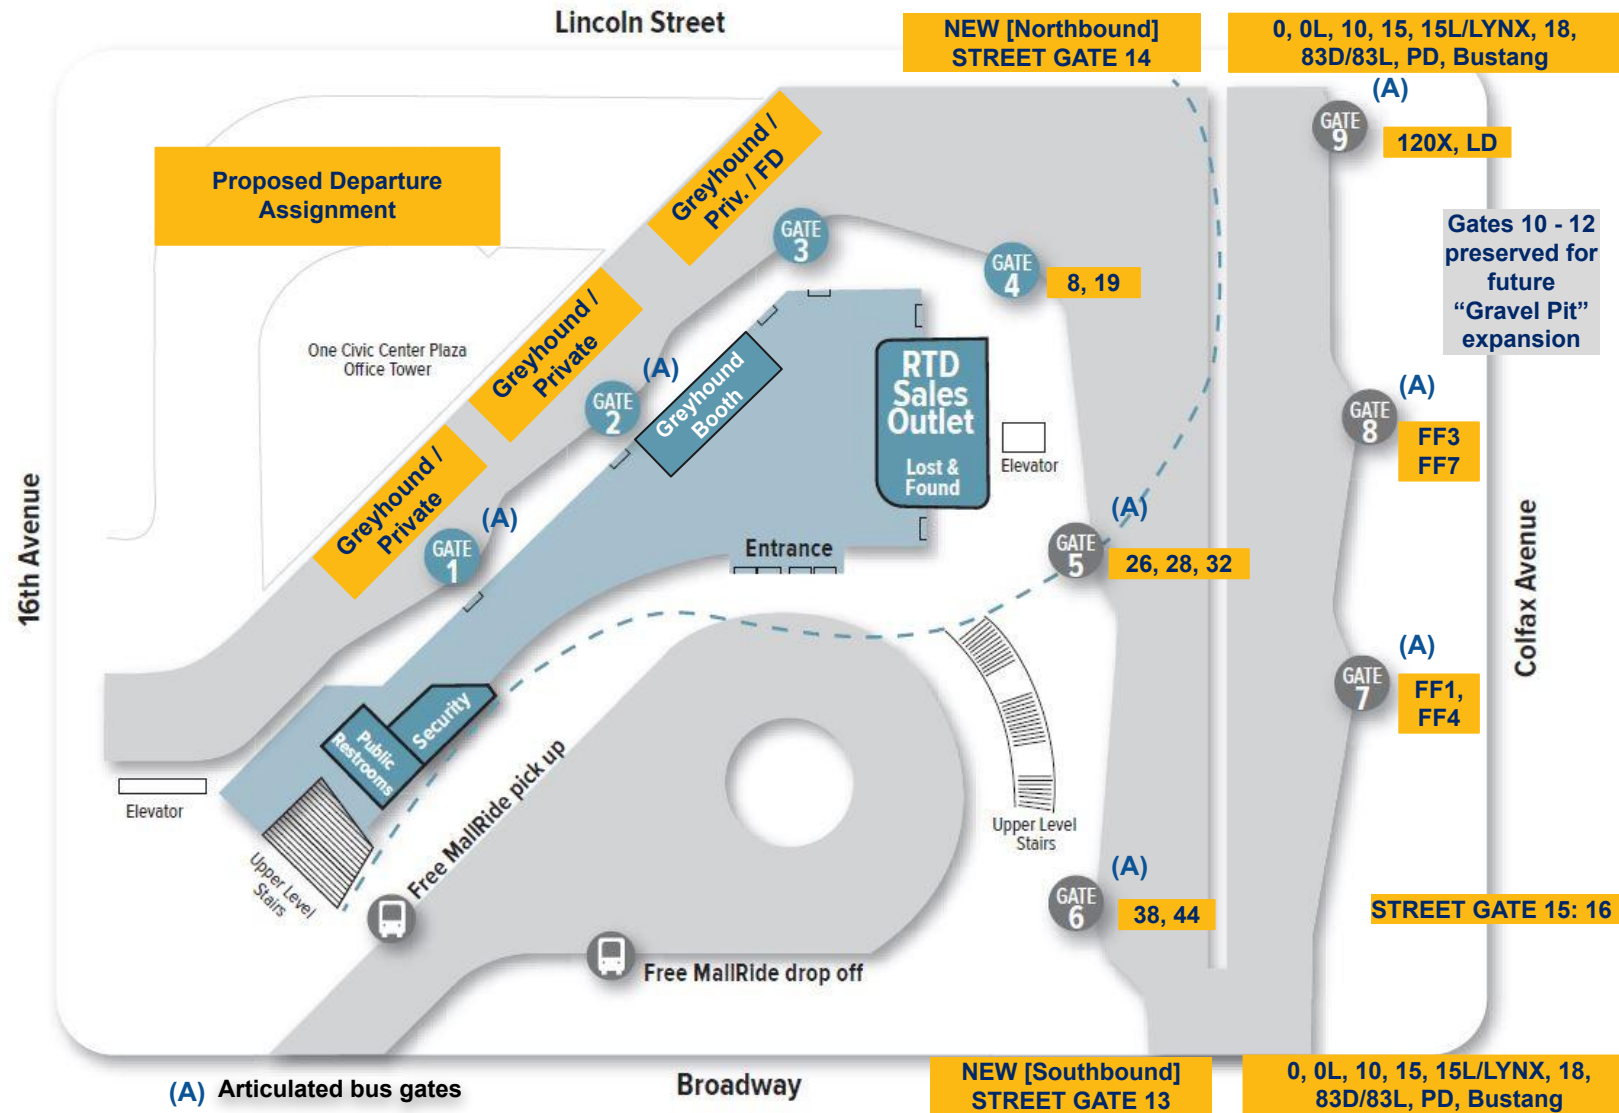 Lincoln Street
NEW [Northbound]
STREET GATE 14
0, 0L, 10, 15, 15L/LYNX, 18,
83D/83L, PD, Bustang
(A)
GATE
9
120X, LD
Proposed Departure
Assignment
Greyhound /
Priv. / FD
GATE
3
GATE
4
8, 19
Gates 10 - 12
preserved for
future
“Gravel Pit”
expansion
One Civic Center Plaza
Office Tower
Greyhound /
Private
(A)
GATE
2
Greyhound
Booth
RTD
Sales
Outlet
Lost &
Found
Elevator
(A)
GATE
8
FF3
FF7
16th Avenue
Greyhound /
Private
(A)
GATE
1
Entrance
(A)
GATE
5
26, 28, 32
Colfax Avenue
(A)
GATE
7
FF1,
FF4
Security
Public
Restrooms
Elevator
Upper Level
Stairs
Free MallRide pick up
Upper Level
Stairs
(A)
GATE
6
38, 44
STREET GATE 15: 16
Free MallRIde drop off
(A) Articulated bus gates
Broadway
NEW [Southbound]
STREET GATE 13
0, 0L, 10, 15, 15L/LYNX, 18,
83D/83L, PD, Bustang